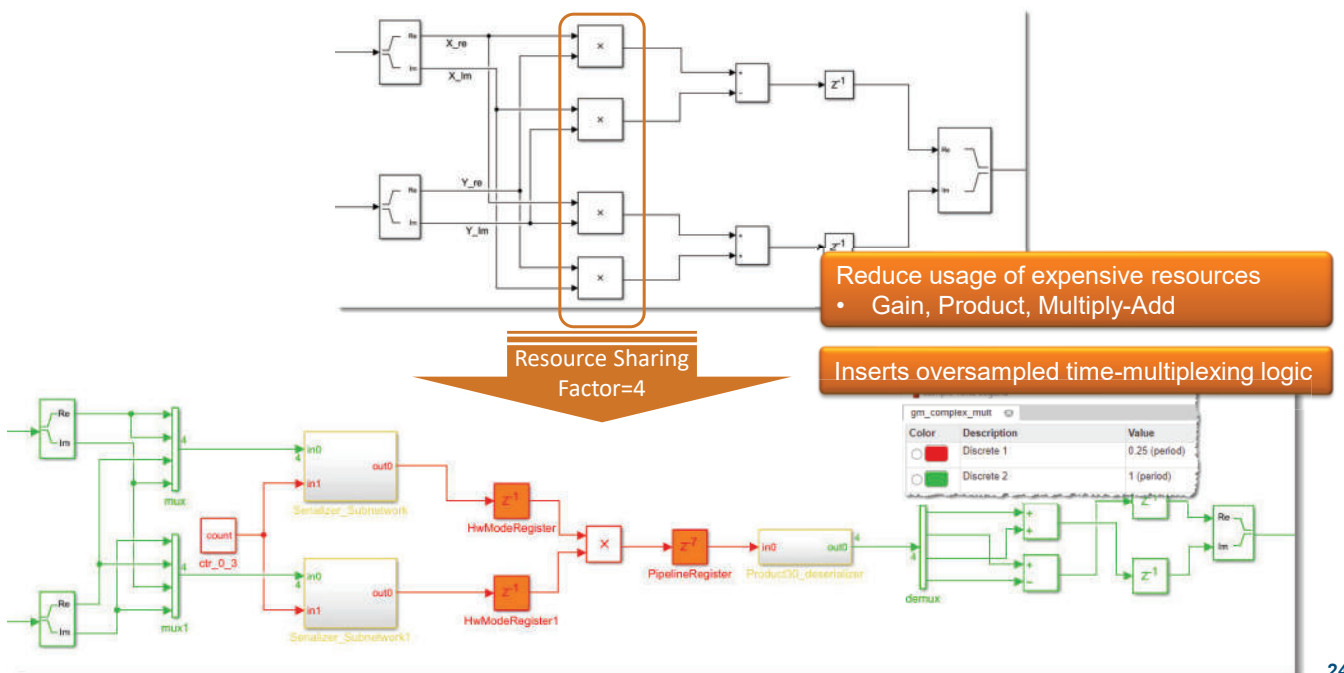 Re
X_re
Im
X_Im
×
×
+
−
z-1
Re
Im
Re
Y_re
Im
Y_Im
×
×
+
+
z-1
Reduce usage of expensive resources
• Gain, Product, Multiply-Add
Resource Sharing
Factor=4
Inserts oversampled time-multiplexing logic
gm_complex_mult
Color Description Value
Discrete 1 0.25 (period)
Discrete 2 1 (period)
Re
Im
4
mux
in0
4
in1
out0
Serializer_Subnetwork
z-1
HwModeRegister
count
ctr_0_3
Re
Im
4
mux1
in0
4
in1
out0
Serializer_Subnetwork1
z-1
HwModeRegister1
×
z-7
PipelineRegister
in0
out0
4
Product30_deserializer
4
demux
+
+
+
−
z-1
z-1
Re
Im
24